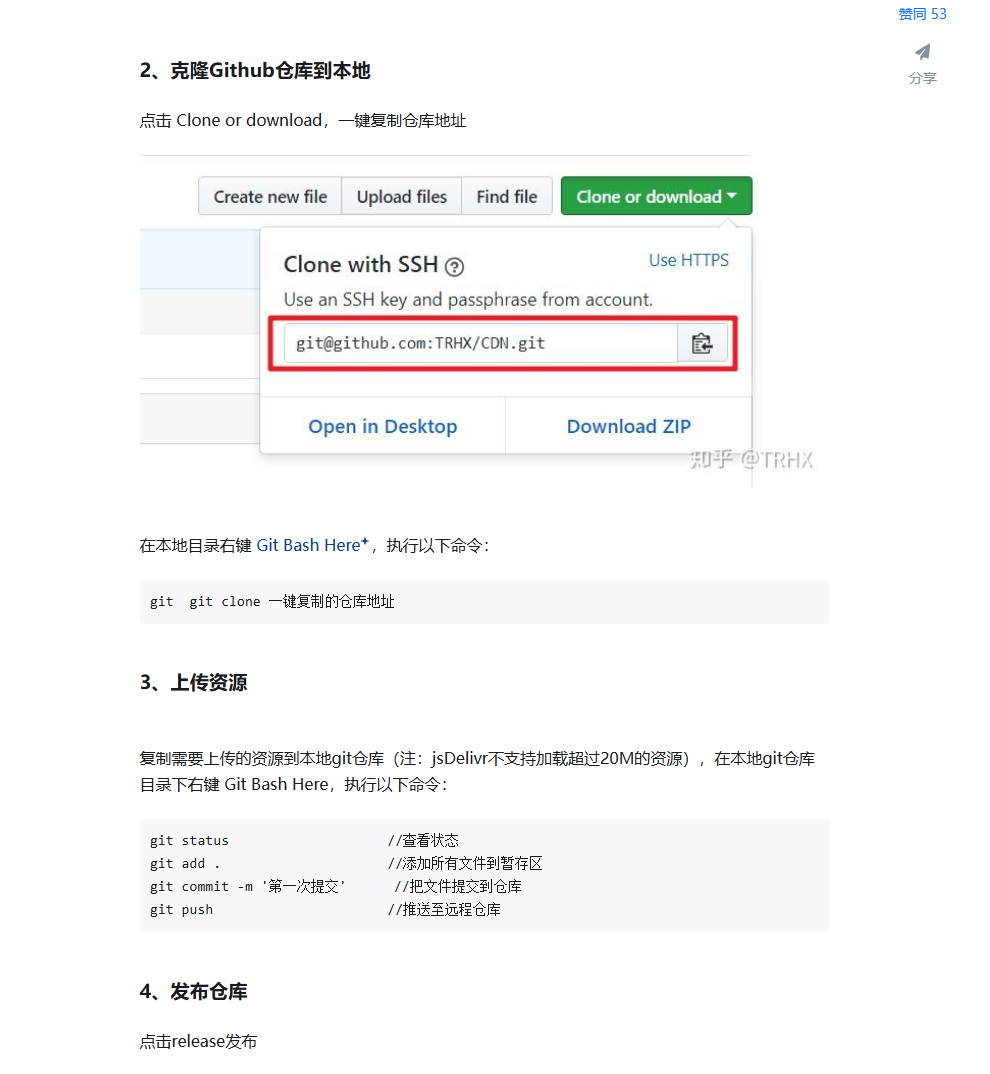 赞同 53
分享
2、克隆Github仓库到本地
点击 Clone or download，一键复制仓库地址
Create new file Upload files Find file Clone or download
Clone with SSH ?
Use HTTPS
Use an SSH key and passphrase from account.
git@github.com:TRHX/CDN.git
Open in Desktop Download ZIP
知乎 @TRHX
在本地目录右键 Git Bash Here，执行以下命令：
git  git clone 一键复制的仓库地址
3、上传资源
复制需要上传的资源到本地git仓库（注：jsDelivr不支持加载超过20M的资源），在本地git仓库
目录下右键 Git Bash Here，执行以下命令：
git status                    //查看状态
git add .                     //添加所有文件到暂存区
git commit -m '第一次提交'      //把文件提交到仓库
git push                      //推送至远程仓库
4、发布仓库
点击release发布